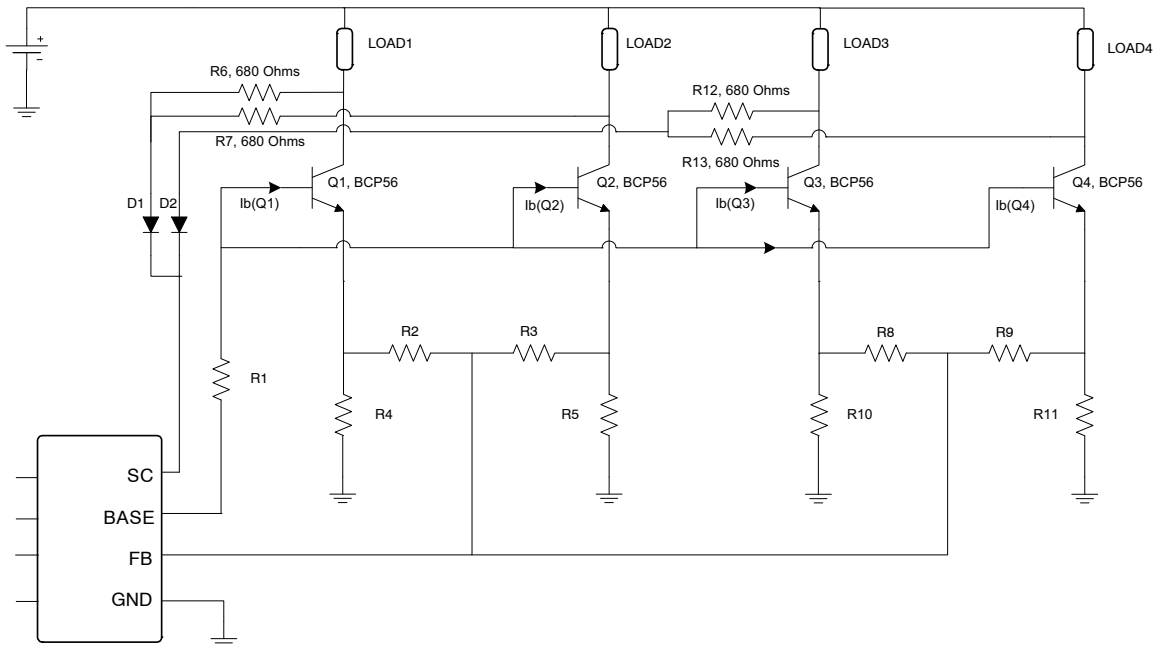 +
−
LOAD1
LOAD2
LOAD3
LOAD4
R6, 680 Ohms
R7, 680 Ohms
R12, 680 Ohms
R13, 680 Ohms
Q1, BCP56
Q2, BCP56
Q3, BCP56
Q4, BCP56
D1 D2
Ib(Q1)
Ib(Q2)
Ib(Q3)
Ib(Q4)
R2
R3
R8
R9
R1
R4
R5
R10
R11
SC
BASE
FB
GND